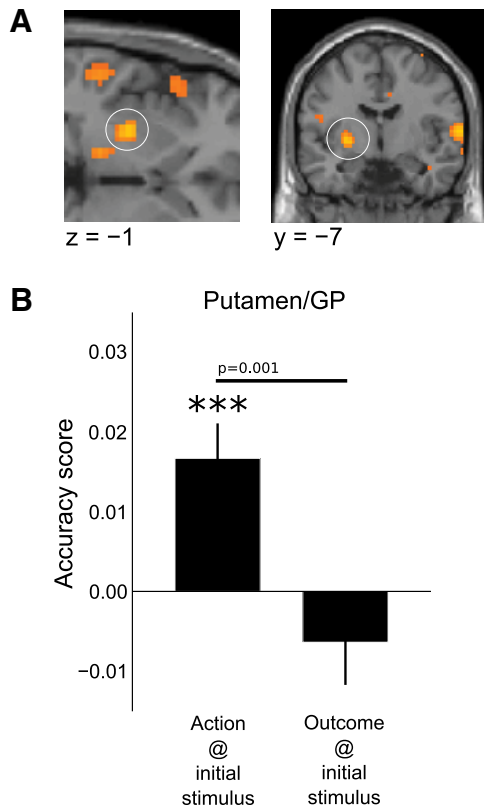 A
z = −1
y = −7
B
Putamen/GP
p=0.001
***
0.03
0.02
0.01
0.00
−0.01
Accuracy score
Action
@
initial
stimulus
Outcome
@
initial
stimulus